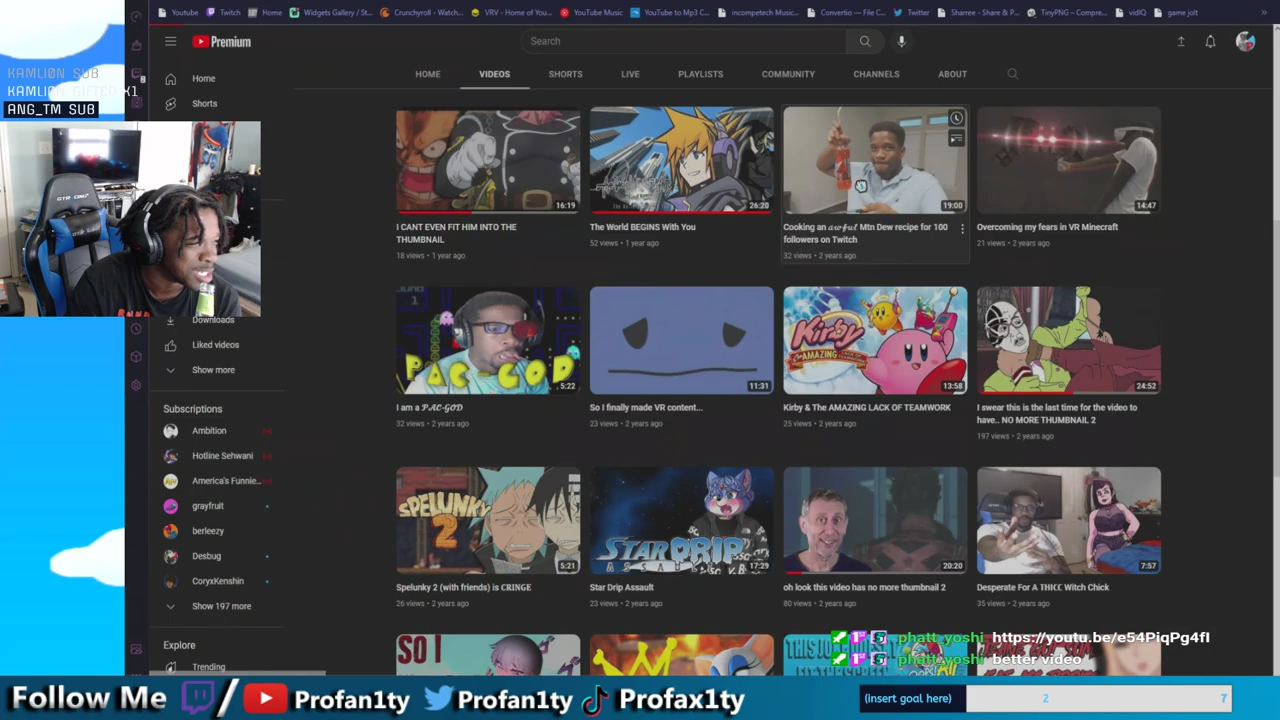 Youtube Twitch Home Widgets Gallery / St... Crunchyroll - Watch... VRV - Home of You... YouTube Music YouTube to Mp3 C... incompetech Music... Convertio — File C... Twitter Sharree - Share & P... TinyPNG – Compre... vidIQ game jolt »
Premium
Search
KAMLI0N SUB
KAMLI0N GIFTED X1
ANG_TM SUB
Home
Shorts
HOME VIDEOS SHORTS LIVE PLAYLISTS COMMUNITY CHANNELS ABOUT
16:19
26:20
19:00
14:47
I CANT EVEN FIT HIM INTO THE
THUMBNAIL
18 views • 1 year ago
The World BEGINS With You
52 views • 1 year ago
Cooking an 𝓪𝔀𝓯𝓾𝓵 Mtn Dew recipe for 100
followers on Twitch
32 views • 2 years ago
Overcoming my fears in VR Minecraft
21 views • 2 years ago
Downloads
Liked videos
Show more
PAC GOD
5:22
11:31
Kirby
13:58
24:52
I am a 𝓟𝓐𝓒-𝓖𝓞𝓓
32 views • 2 years ago
So I finally made VR content...
23 views • 2 years ago
Kirby & The AMAZING LACK OF TEAMWORK
25 views • 2 years ago
I swear this is the last time for the video to
have.. NO MORE THUMBNAIL 2
197 views • 2 years ago
Subscriptions
Ambition
Hotline Sehwani
America's Funnie...
grayfruit
berleezy
Desbug
CoryxKenshin
Show 197 more
SPELUNKY
2
5:21
STAR DRIP
ASSAULT
17:29
20:20
7:57
Spelunky 2 (with friends) is CRINGE
26 views • 2 years ago
Star Drip Assault
23 views • 2 years ago
oh look this video has no more thumbnail 2
80 views • 2 years ago
Desperate For A THICC Witch Chick
35 views • 2 years ago
Explore
Trending
SO I
phatt_yoshi https://youtu.be/e54PiqPg4fI
phatt_yoshi better video
Follow Me / Profan1ty Profan1ty Profax1ty
(insert goal here) 2 7